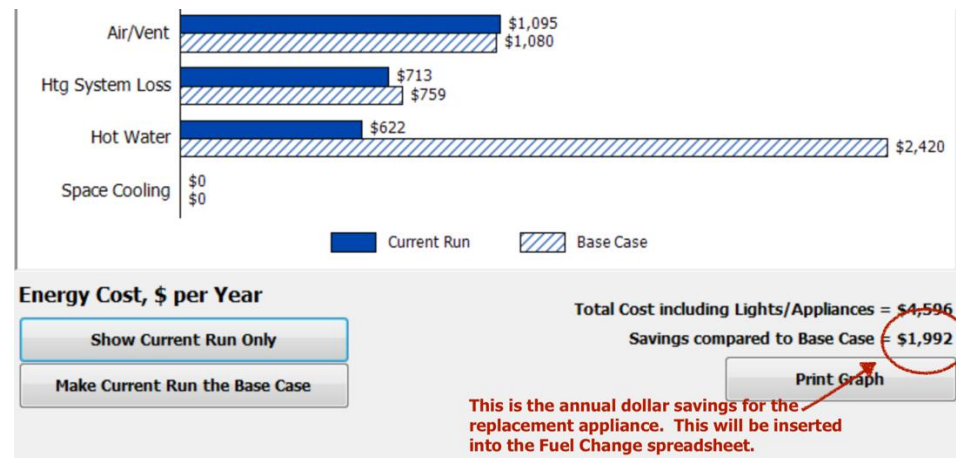 Air/Vent
$1,095
$1,080
Htg System Loss
$713
$759
Hot Water
$622
$2,420
Space Cooling
$0
$0
Current Run
Base Case
Energy Cost, $ per Year
Total Cost including Lights/Appliances = $4,596
Show Current Run Only
Savings compared to Base Case = $1,992
Make Current Run the Base Case
Print Graph
This is the annual dollar savings for the
replacement appliance. This will be inserted
into the Fuel Change spreadsheet.